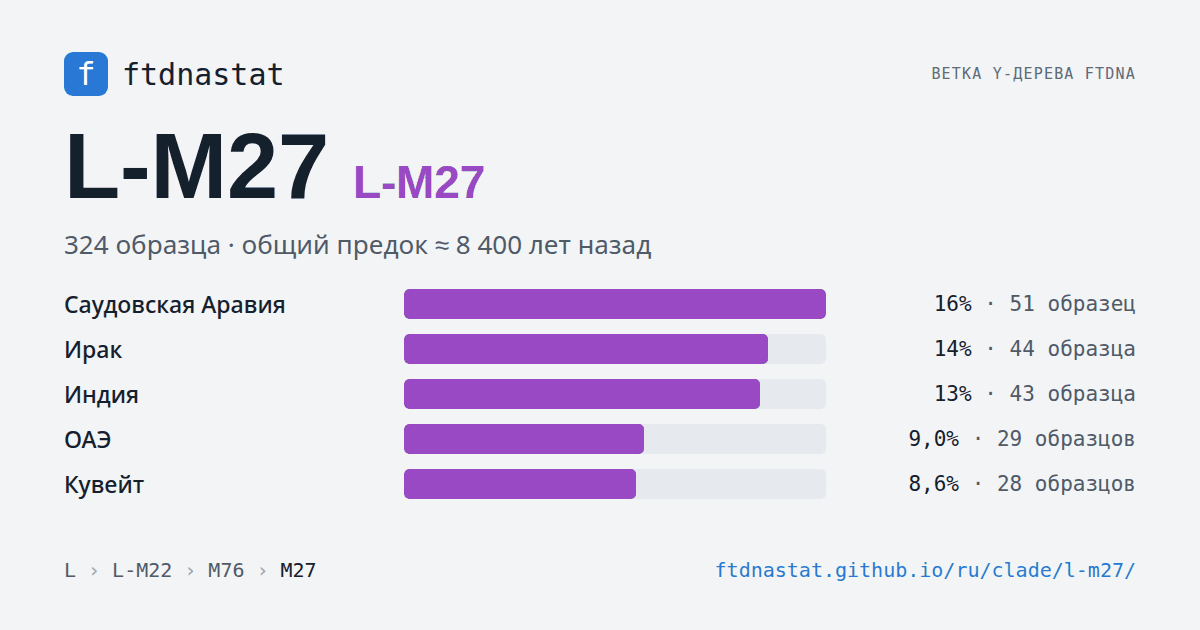 f ftdnastat
ВЕТКА Y-ДЕРЕВА FTDNA
L-M27 L-M27
324 образца · общий предок ≈ 8 400 лет назад
Саудовская Аравия 16% · 51 образец
Ирак 14% · 44 образца
Индия 13% · 43 образца
ОАЭ 9,0% · 29 образцов
Кувейт 8,6% · 28 образцов
L › L-M22 › M76 › M27
ftdnastat.github.io/ru/clade/l-m27/